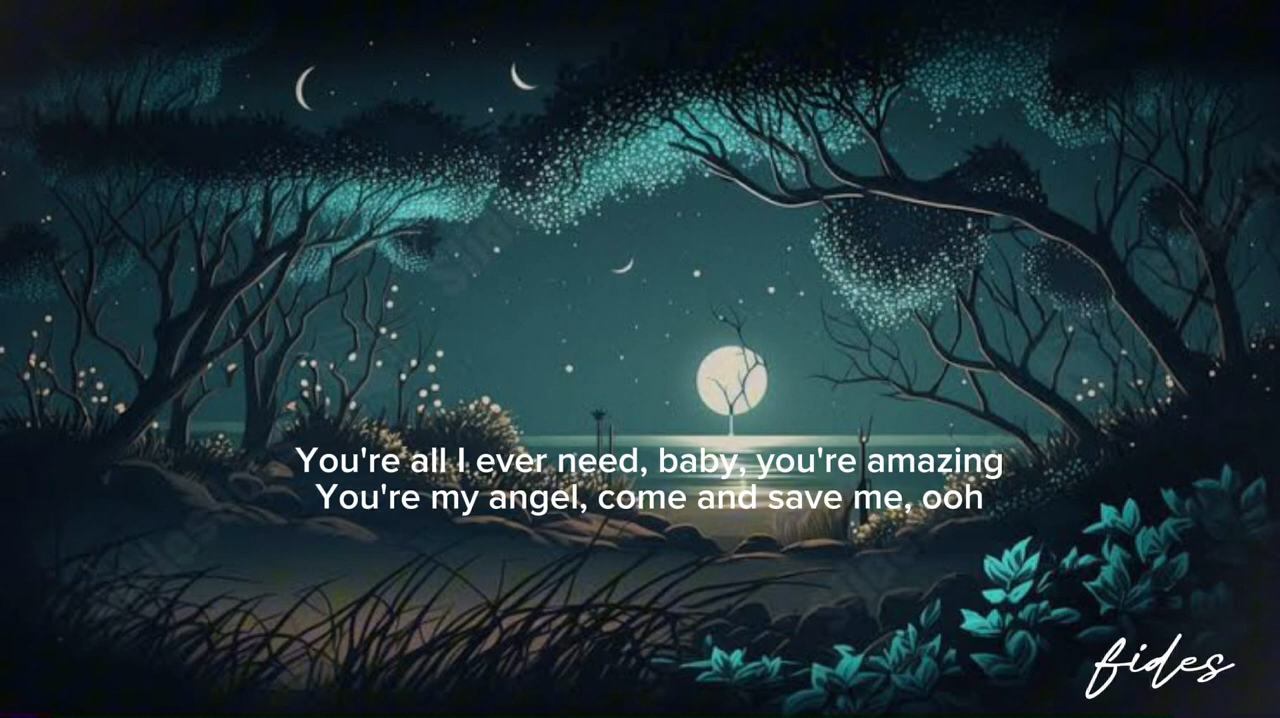 You're all I ever need, baby, you're amazing
You're my angel, come and save me, ooh
fides